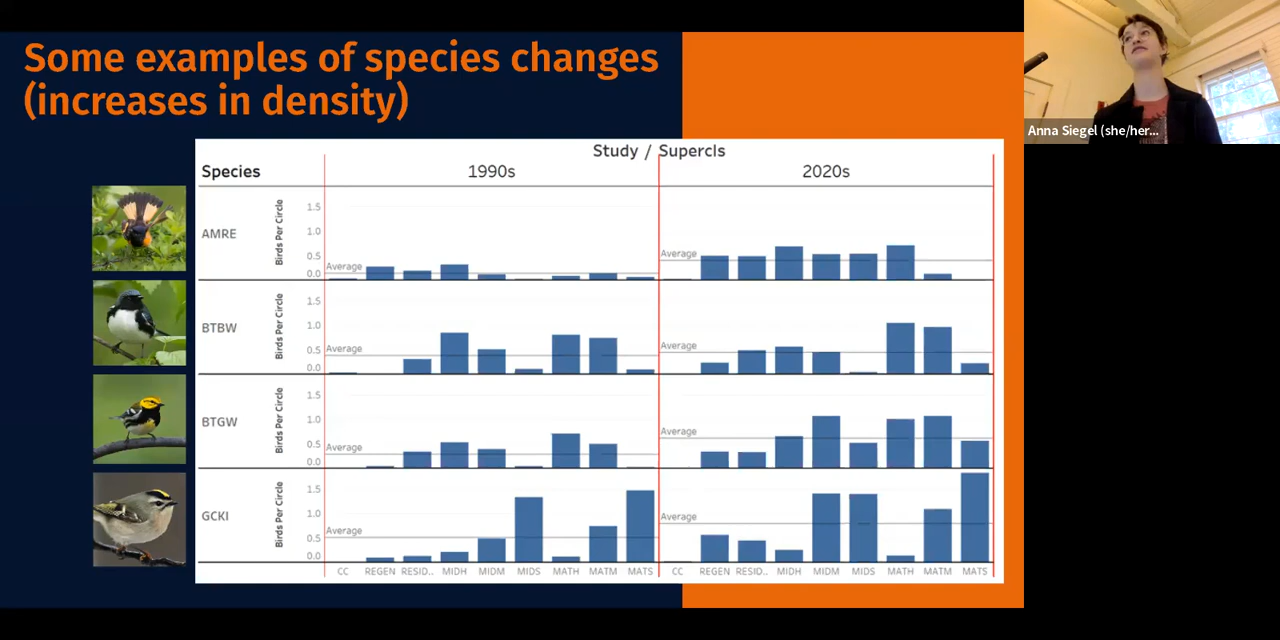 Some examples of species changes
(increases in density)
Anna Siegel (she/her...
Study / Supercls
Species
1990s
2020s
AMRE
Birds Per Circle
1.5
1.0
0.5
0.0
Average
Average
BTBW
Birds Per Circle
1.5
1.0
0.5
0.0
Average
Average
BTGW
Birds Per Circle
1.5
1.0
0.5
0.0
Average
Average
GCKI
Birds Per Circle
1.5
1.0
0.5
0.0
Average
Average
CC REGEN RESID.. MIDH MIDM MIDS MATH MATM MATS CC REGEN RESID.. MIDH MIDM MIDS MATH MATM MATS